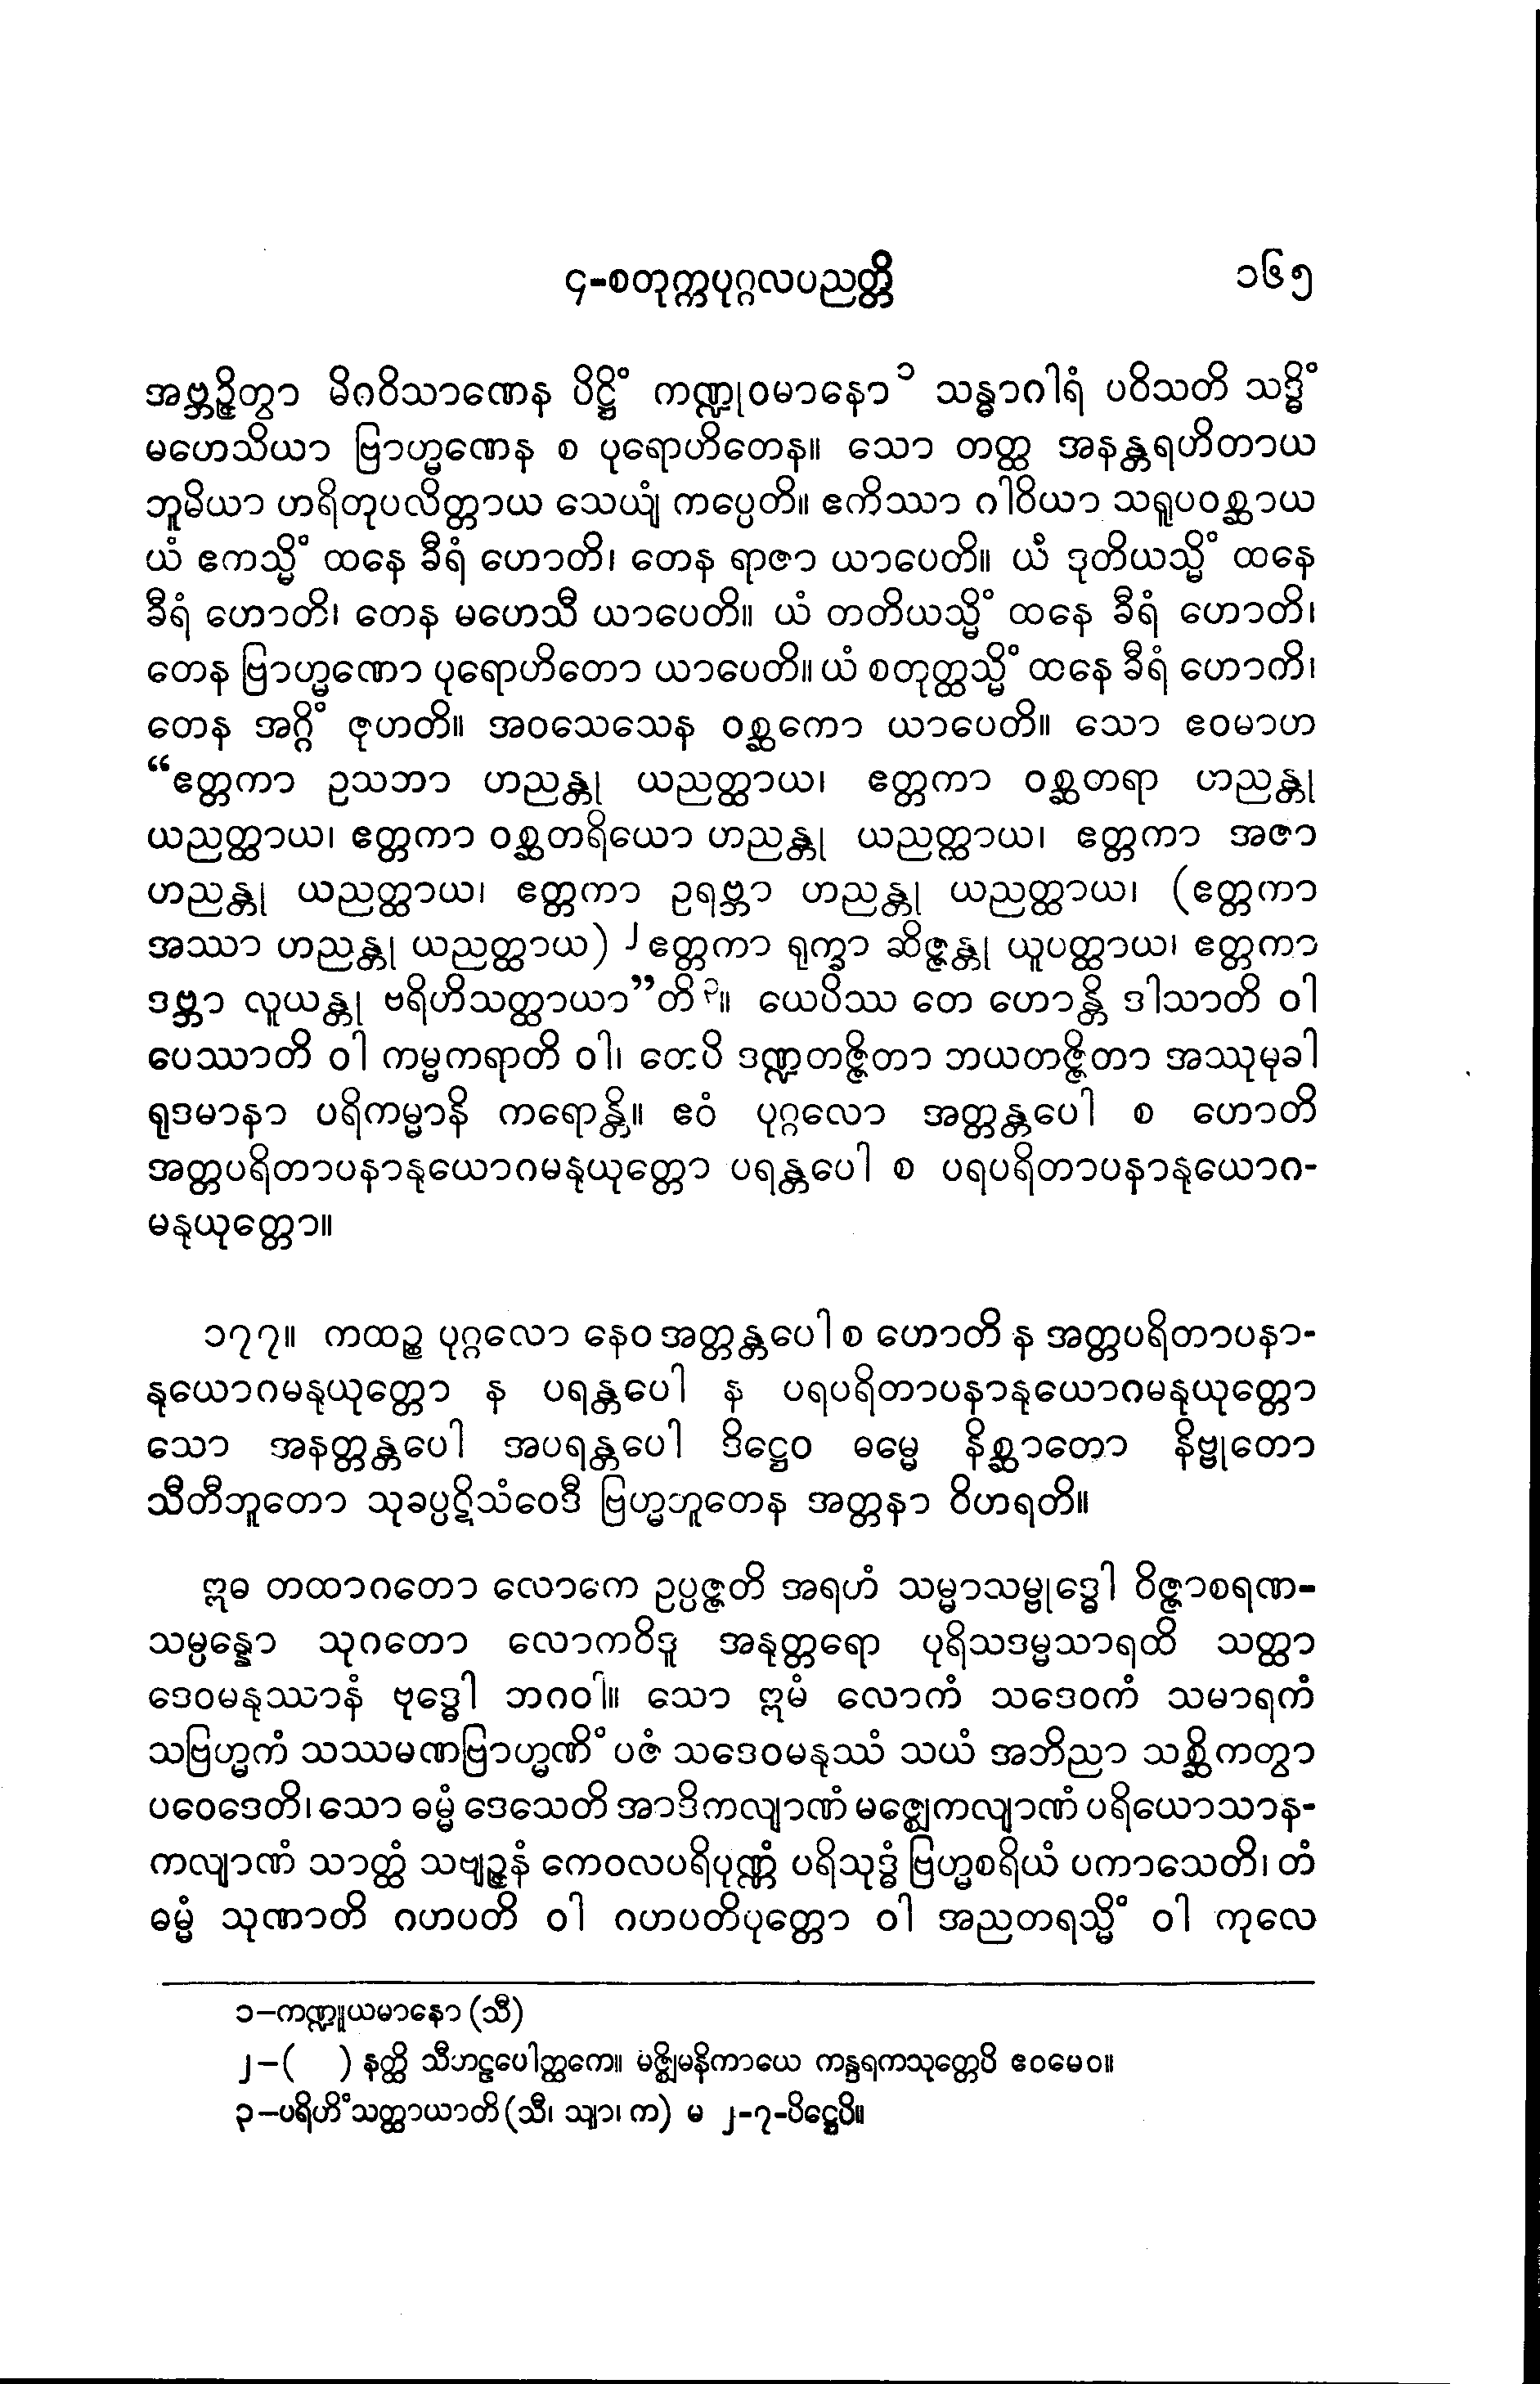 ၄-စတုက္ကပုဂ္ဂလပညတ္တိ ၁၆၅
အဗ္ဘဉ္ဇိတွာ မိဂဝိသာဏေန ပိဋ္ဌိံ ကဏ္ဍုဝမာနော ၁ သန္ဓာဂါရံ ပဝိသတိ သဒ္ဓိံ
မဟေသိယာ ဗြာဟ္မဏေန စ ပုရောဟိတေန။ သော တတ္ထ အနန္တရဟိတာယ
ဘူမိယာ ဟရိတုပလိတ္တာယ သေယျံ ကပ္ပေတိ။ ဧကိဿာ ဂါဝိယာ သရူပဝစ္ဆာယ
ယံ ဧကသ္မိံ ထနေ ခီရံ ဟောတိ၊ တေန ရာဇာ ယာပေတိ။ ယံ ဒုတိယသ္မိံ ထနေ
ခီရံ ဟောတိ၊ တေန မဟေသီ ယာပေတိ။ ယံ တတိယသ္မိံ ထနေ ခီရံ ဟောတိ၊
တေန ဗြာဟ္မဏော ပုရောဟိတော ယာပေတိ။ ယံ စတုတ္ထသ္မိံ ထနေ ခီရံ ဟောကိ၊
တေန အဂ္ဂိံ ဇုဟတိ။ အဝသေသေန ဝစ္ဆကော ယာပေတိ။ သော ဧဝမာဟ
“ဧတ္တကာ ဥသဘာ ဟညန္တု ယညတ္ထာယ၊ ဧတ္တကာ ဝစ္ဆတရာ ဟညန္တု
ယညတ္ထာယ၊ ဧတ္တကာ ဝစ္ဆတရိယော ဟညန္တု ယညတ္ထာယ၊ ဧတ္တကာ အဇာ
ဟညန္တု ယညတ္ထာယ၊ ဧတ္တကာ ဥရဗ္ဘာ ဟညန္တု ယညတ္ထာယ၊ (ဧတ္တကာ
အဿာ ဟညန္တု ယညတ္ထာယ) ၂ ဧတ္တကာ ရုက္ခာ ဆိဇ္ဇန္တု ယူပတ္ထာယ၊ ဧတ္တကာ
ဒဗ္ဘာ လူယန္တု ဗရိဟိသတ္ထာယာ”တိ ၃။ ယေပိဿ တေ ဟောန္တိ ဒါသာတိ ဝါ
ပေဿာတိ ဝါ ကမ္မကရာတိ ဝါ၊ တေပိ ဒဏ္ဍတဇ္ဇိတာ ဘယတဇ္ဇိတာ အဿုမုခါ
ရုဒမာနာ ပရိကမ္မာနိ ကရောန္တိ။ ဧဝံ ပုဂ္ဂလော အတ္တန္တပေါ စ ဟောတိ
အတ္တပရိတာပနာနုယောဂမနုယုတ္တော ပရန္တပေါ စ ပရပရိတာပနာနုယောဂ-
မနုယုတ္တော။
၁၇၇။ ကထဉ္စ ပုဂ္ဂလော နေဝ အတ္တန္တပေါ စ ဟောတိ န အတ္တပရိတာပနာ-
နုယောဂမနုယုတ္တော န ပရန္တပေါ န ပရပရိတာပနာနုယောဂမနုယုတ္တော
သော အနတ္တန္တပေါ အပရန္တပေါ ဒိဋ္ဌေဝ ဓမ္မေ နိစ္ဆာတော နိဗ္ဗုတော
သီတီဘူတော သုခပ္ပဋိသံဝေဒီ ဗြဟ္မဘူတေန အတ္တနာ ဝိဟရတိ။
ဣဓ တထာဂတော လောကေ ဥပ္ပဇ္ဇတိ အရဟံ သမ္မာသမ္ဗုဒ္ဓေါ ဝိဇ္ဇာစရဏ-
သမ္ပန္နော သုဂတော လောကဝိဒူ အနုတ္တရော ပုရိသဒမ္မသာရထိ သတ္ထာ
ဒေဝမနုဿာနံ ဗုဒ္ဓေါ ဘဂဝါ။ သော ဣမံ လောကံ သဒေဝကံ သမာရကံ
သဗြဟ္မကံ သဿမဏဗြာဟ္မဏိံ ပဇံ သဒေဝမနုဿံ သယံ အဘိညာ သစ္ဆိကတွာ
ပဝေဒေတိ၊ သော ဓမ္မံ ဒေသေတိ အာဒိကလျာဏံ မဇ္ဈေကလျာဏံ ပရိယောသာန-
ကလျာဏံ သာတ္ထံ သဗျဉ္ဇနံ ကေဝလပရိပုဏ္ဏံ ပရိသုဒ္ဓံ ဗြဟ္မစရိယံ ပကာသေတိ၊ တံ
ဓမ္မံ သုဏာတိ ဂဟပတိ ဝါ ဂဟပတိပုတ္တော ဝါ အညတရသ္မိံ ဝါ ကုလေ
၁–ကဏ္ဍူယမာနော (သီ)
၂–( ) နတ္ထိ သီဟဠပေါတ္ထကေ။ မဇ္ဈိမနိကာယေ ကန္ဒရကသုတ္တေပိ ဧဝမေဝ။
၃–ပရိဟိံသတ္ထာယာတိ (သီ၊ သျာ၊ က) မ ၂-၇-ပိဋ္ဌေပိ။